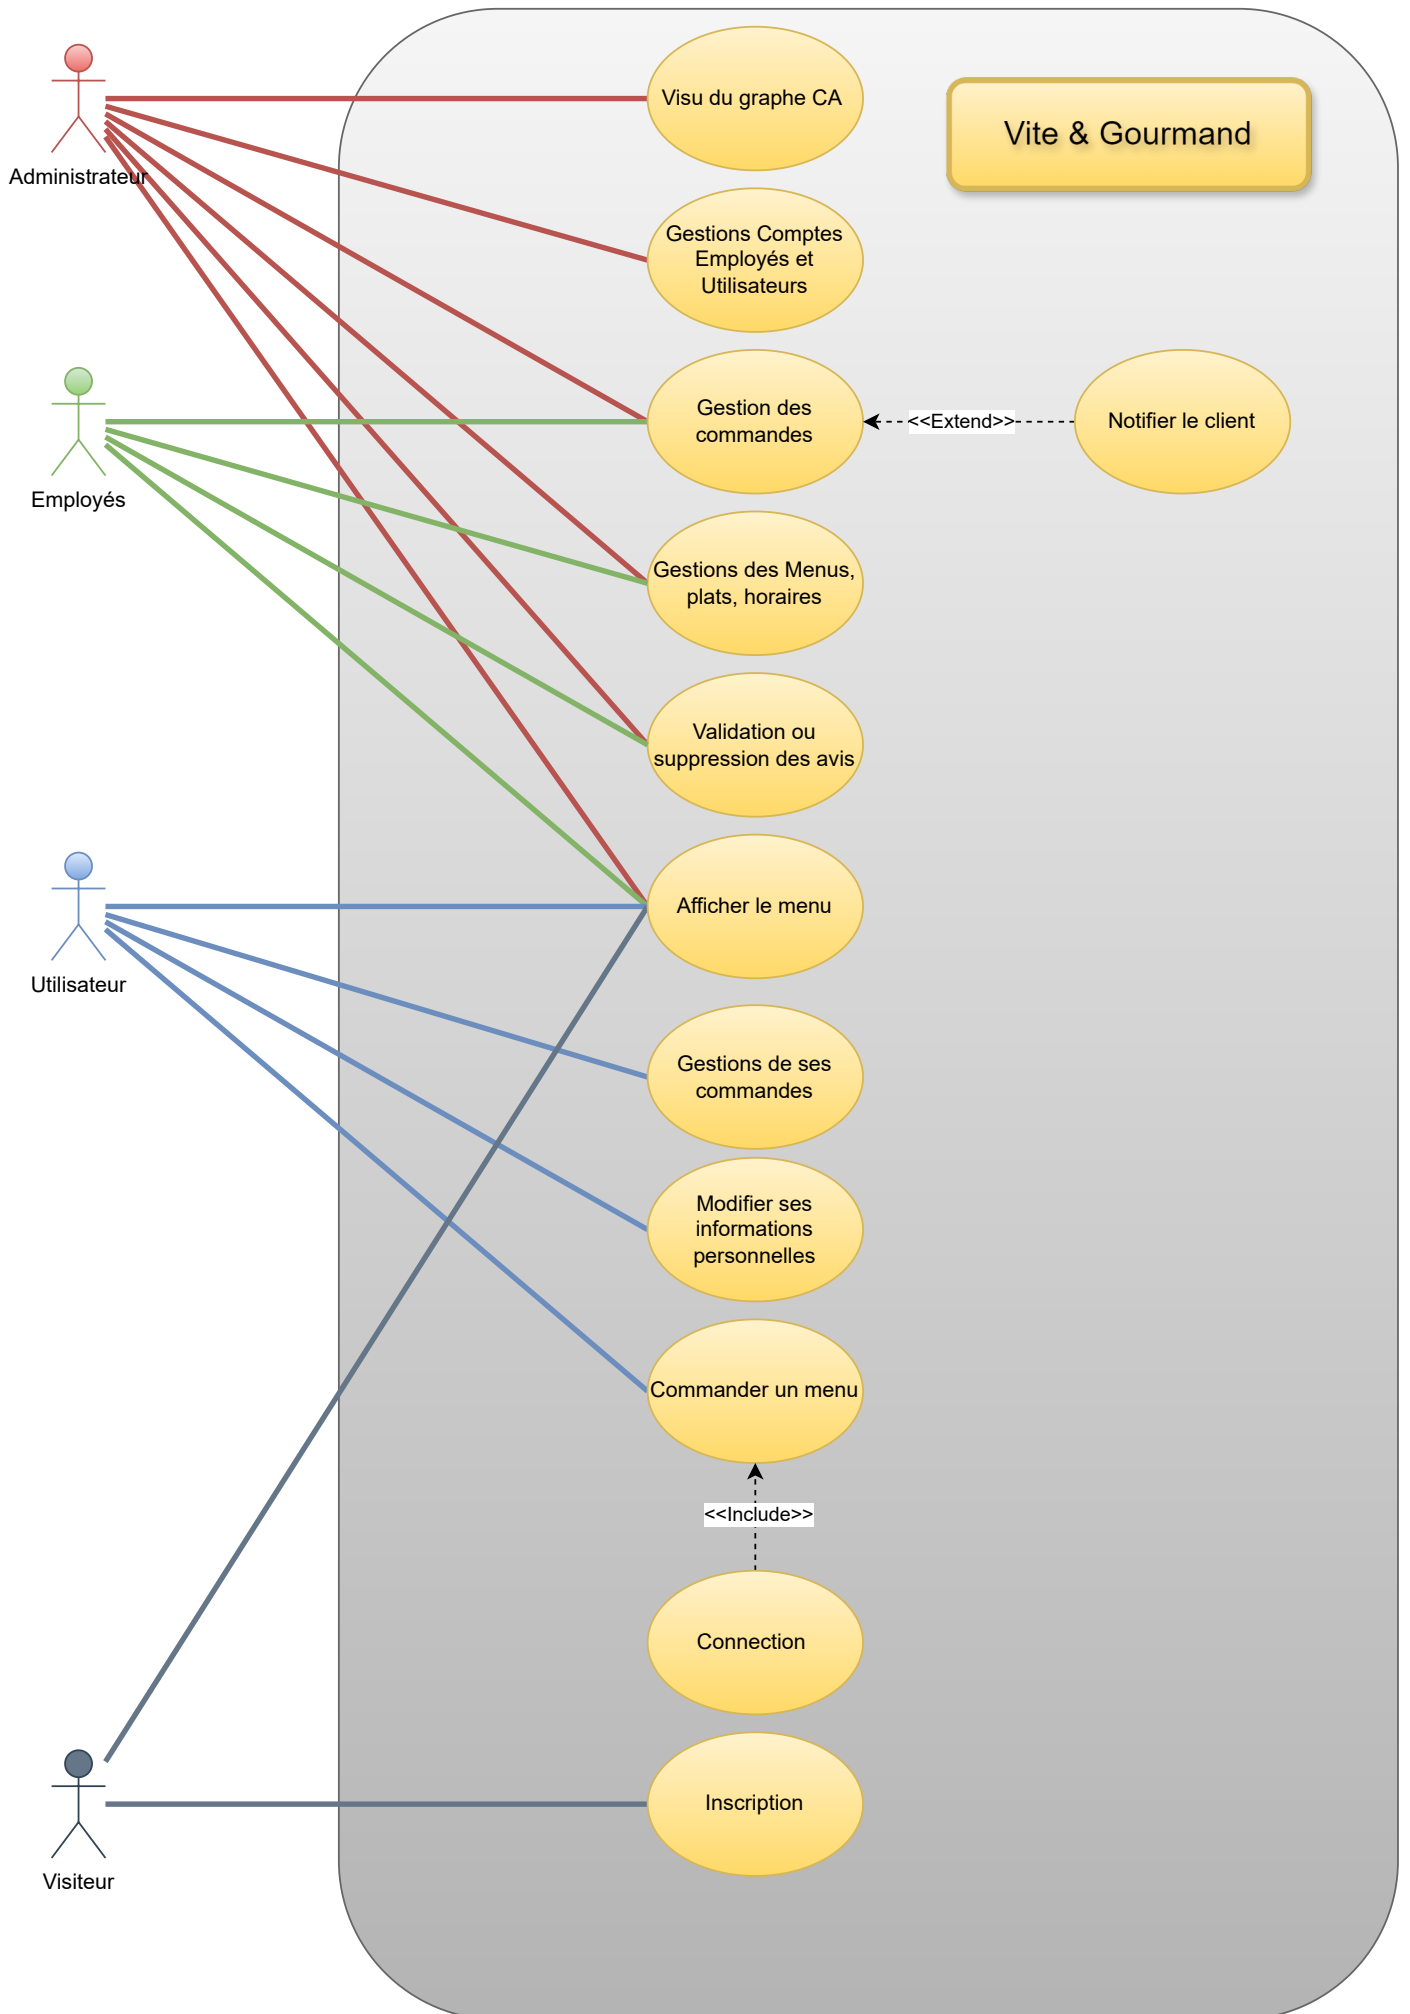 Administrateur
Visu du graphe CA
Vite & Gourmand
Gestions Comptes
Employés et
Utilisateurs
Employés
Gestion des
commandes
<<Extend>>
Notifier le client
Gestions des Menus,
plats, horaires
Validation ou
suppression des avis
Utilisateur
Afficher le menu
Gestions de ses
commandes
Modifier ses
informations
personnelles
Commander un menu
<<Include>>
Connection
Visiteur
Inscription